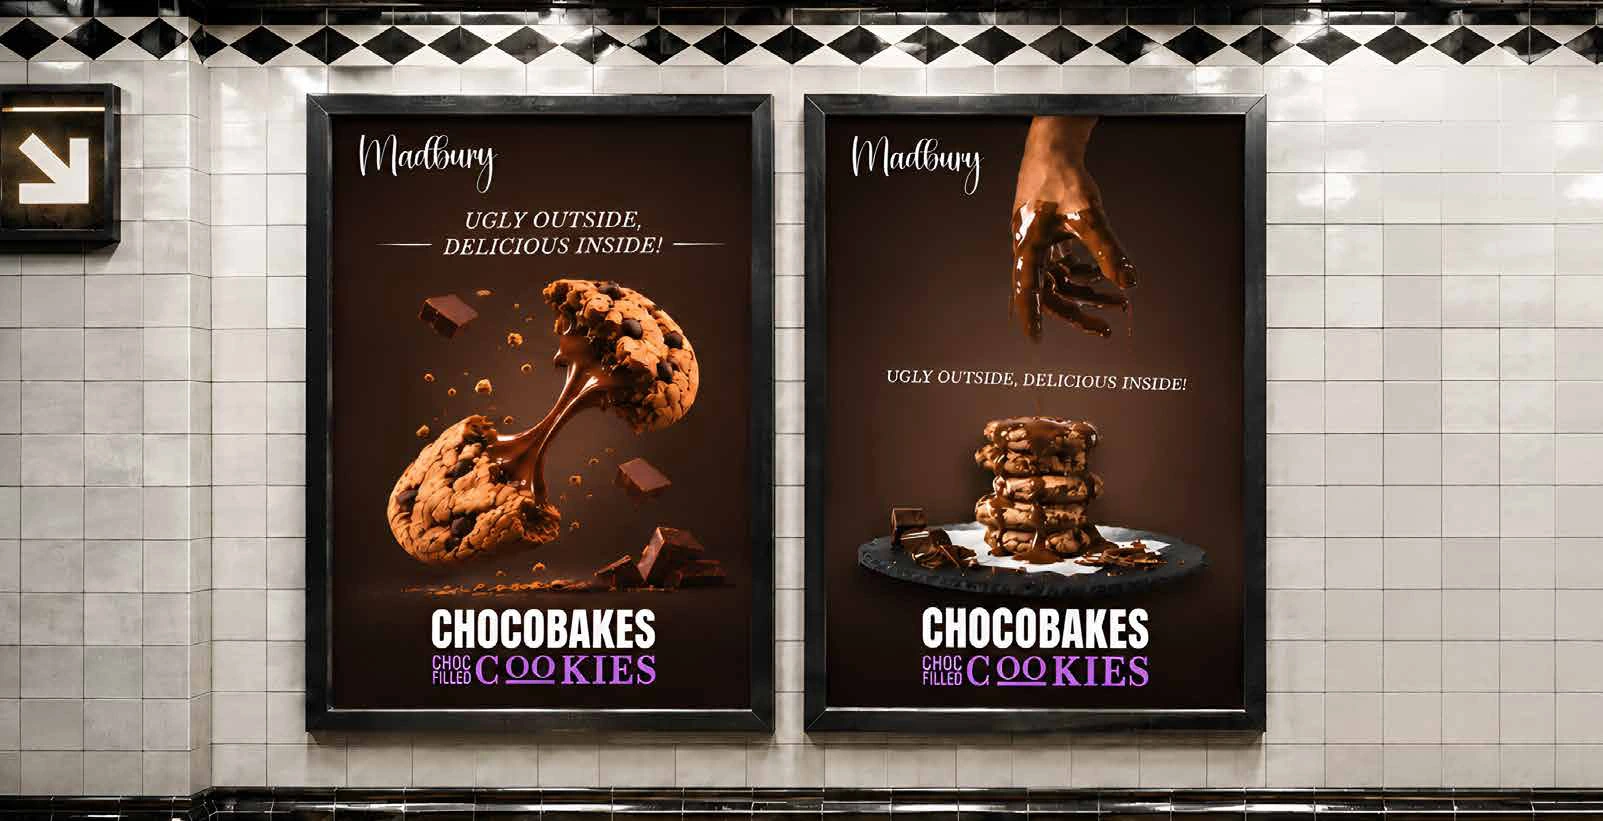 Madbury
UGLY OUTSIDE,
DELICIOUS INSIDE!
CHOCOBAKES
CHOC
FILLED
COOKIES
Madbury
UGLY OUTSIDE, DELICIOUS INSIDE!
CHOCOBAKES
CHOC
FILLED
COOKIES